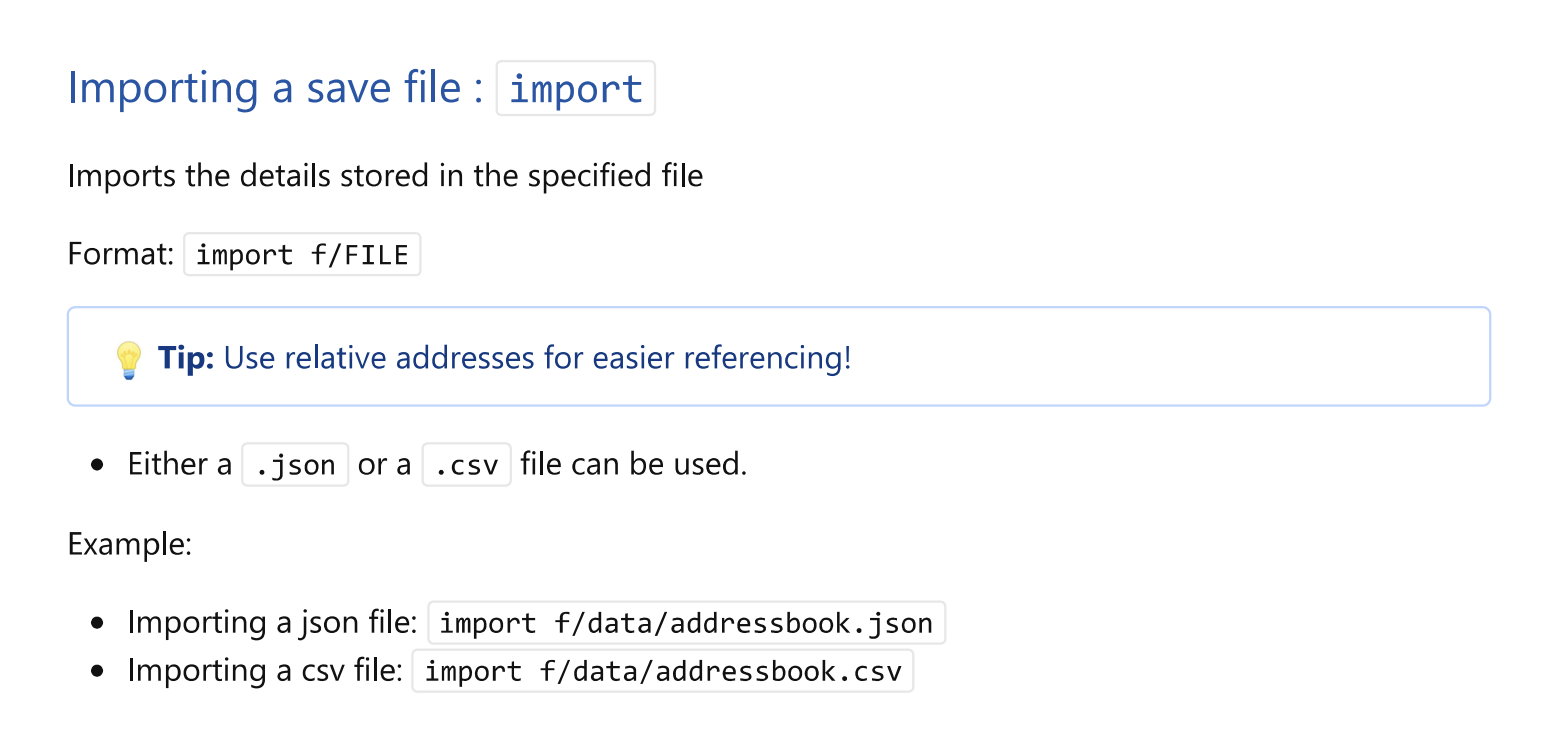 Importing a save file : import
Imports the details stored in the specified file
Format: import f/FILE
Tip: Use relative addresses for easier referencing!
Either a .json or a .csv file can be used.
Example:
Importing a json file: import f/data/addressbook.json
Importing a csv file: import f/data/addressbook.csv